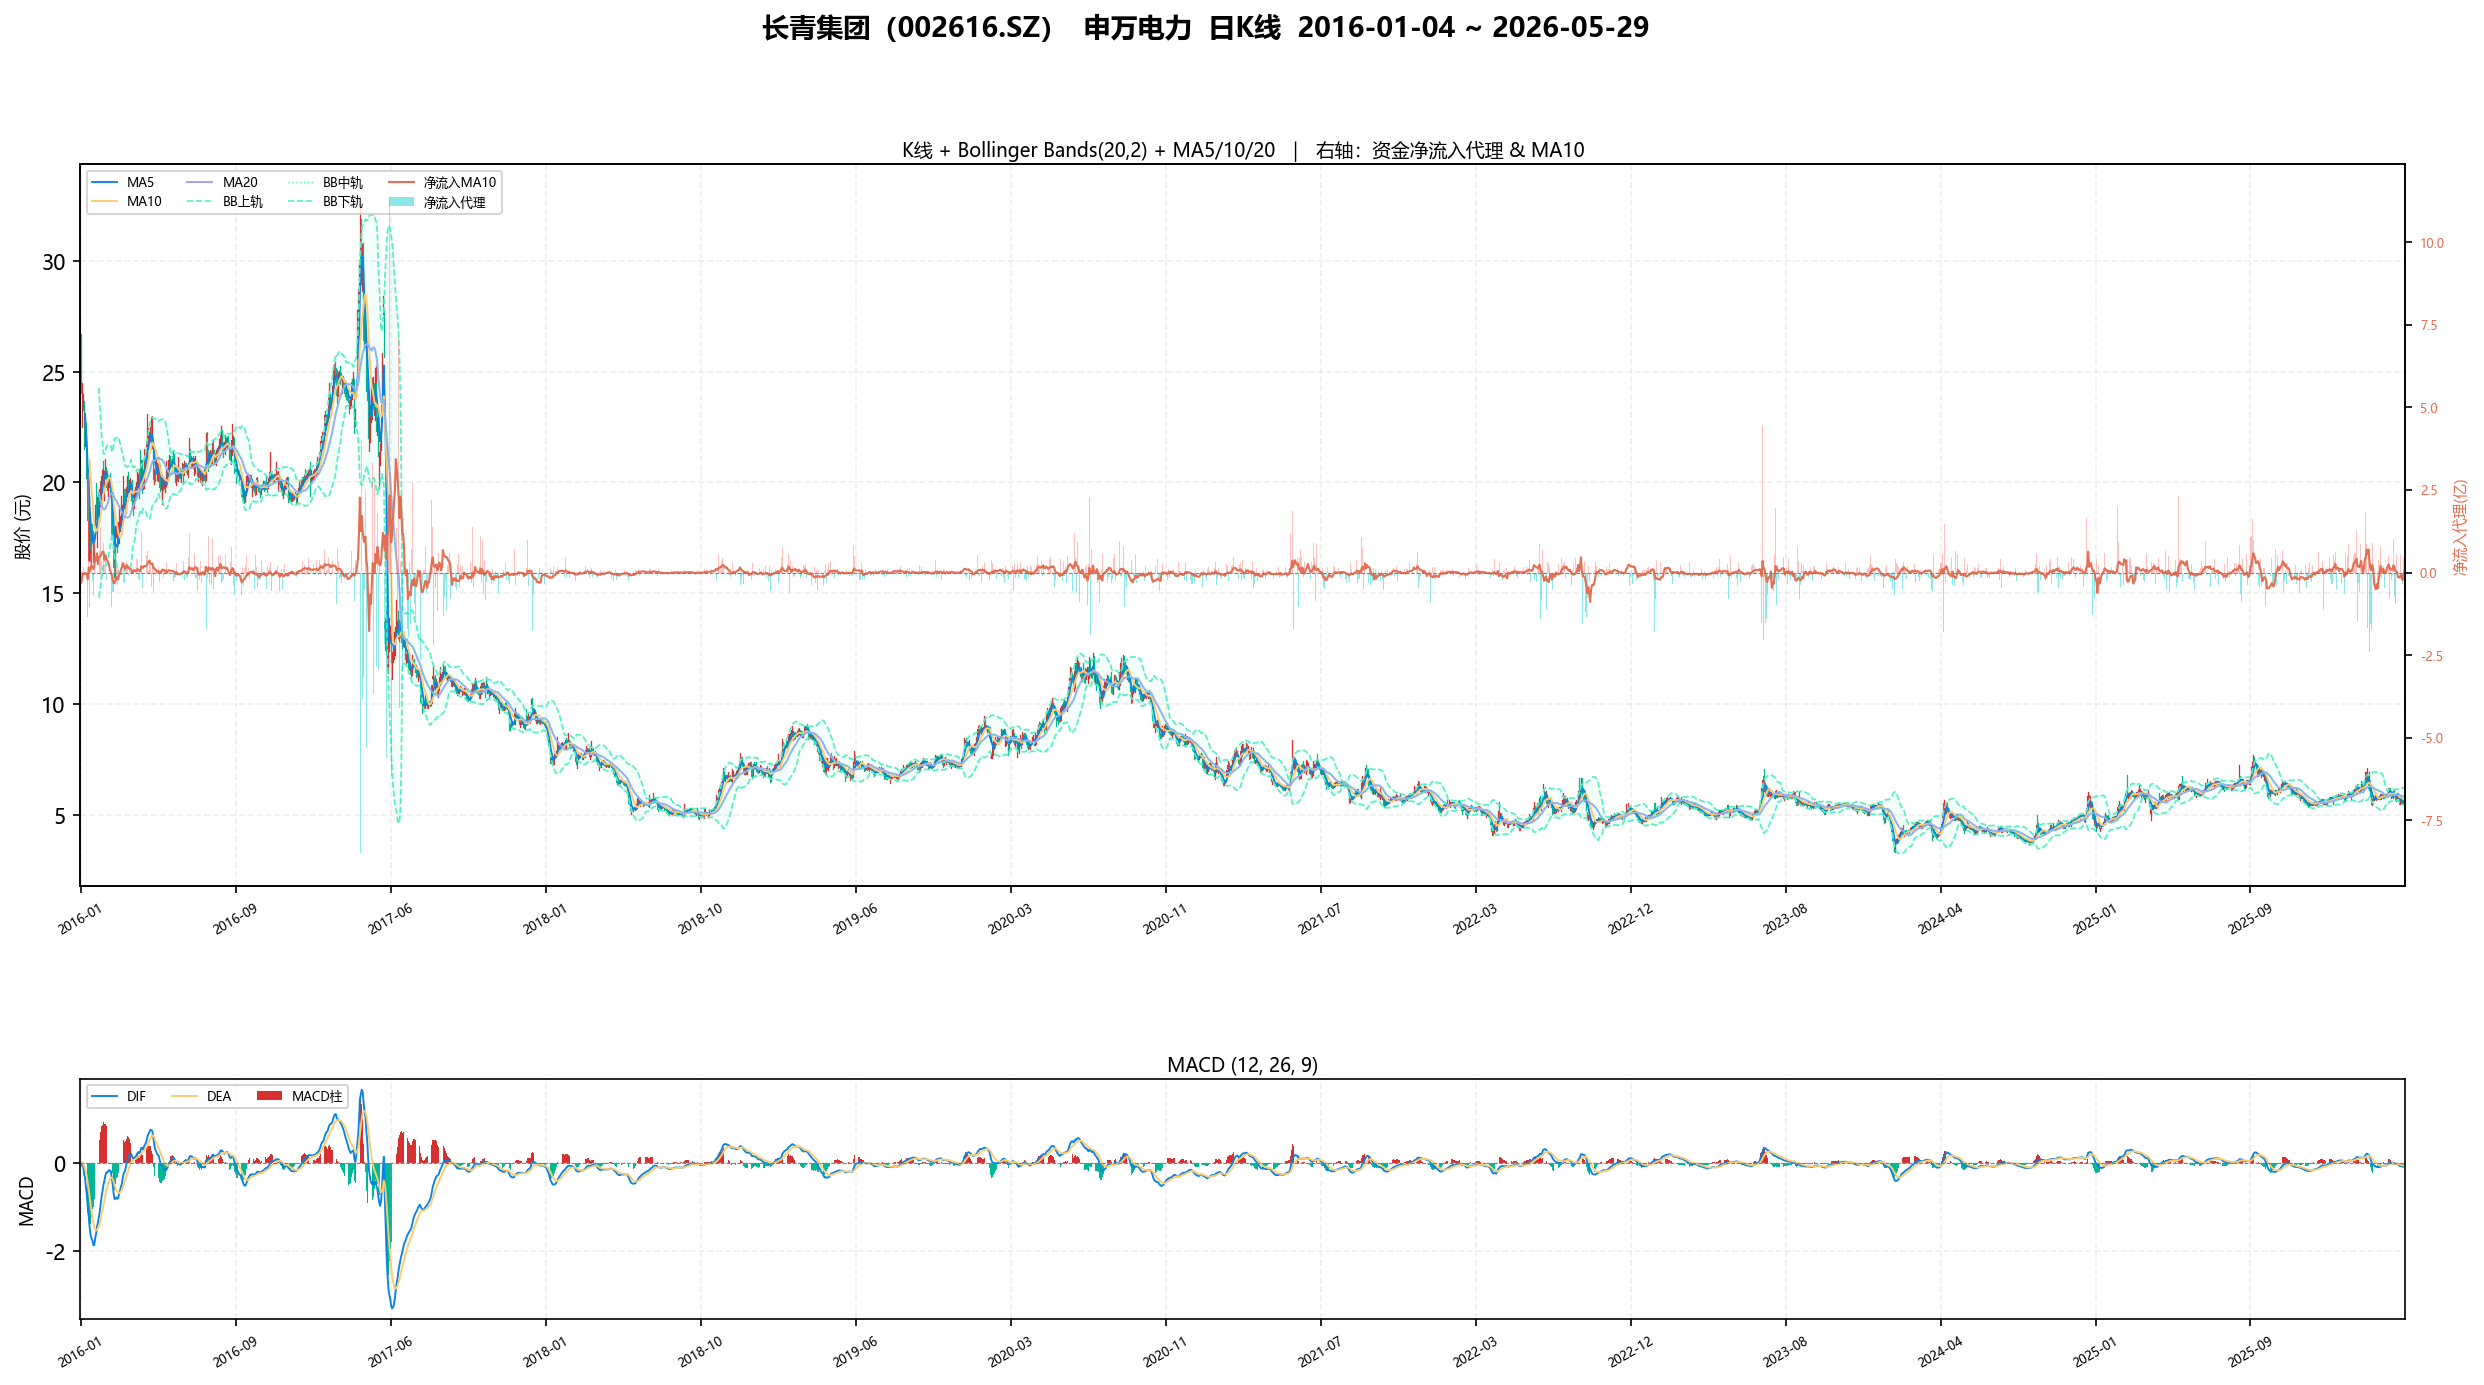 长青集团（002616.SZ） 申万电力 日K线 2016-01-04 ~ 2026-05-29
K线 + Bollinger Bands(20,2) + MA5/10/20 | 右轴：资金净流入代理 & MA10
MA5 MA20 BB中轨 净流入MA10
MA10 BB上轨 BB下轨 净流入代理
股价 (元)
30
25
20
15
10
5
10.0
7.5
5.0
2.5
0.0
-2.5
-5.0
-7.5
净流入代理(亿)
2016-01 2016-09 2017-06 2018-01 2018-10 2019-06 2020-03 2020-11 2021-07 2022-03 2022-12 2023-08 2024-04 2025-01 2025-09
MACD (12, 26, 9)
DIF DEA MACD柱
MACD
0
-2
2016-01 2016-09 2017-06 2018-01 2018-10 2019-06 2020-03 2020-11 2021-07 2022-03 2022-12 2023-08 2024-04 2025-01 2025-09